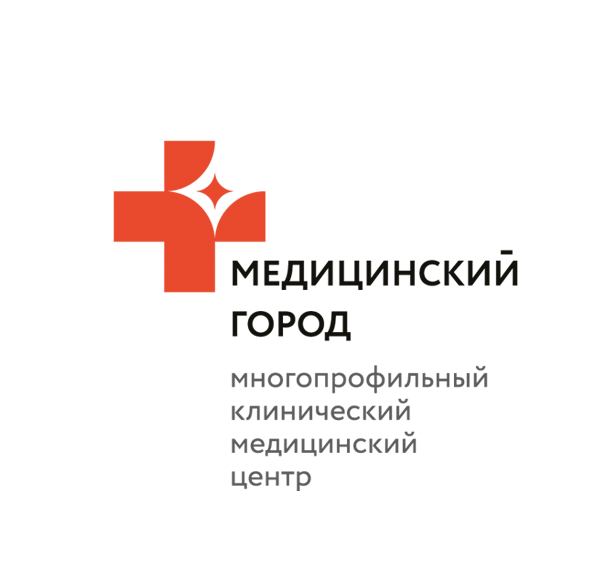 МЕДИЦИНСКИЙ
ГОРОД
многопрофильный
клинический
медицинский
центр